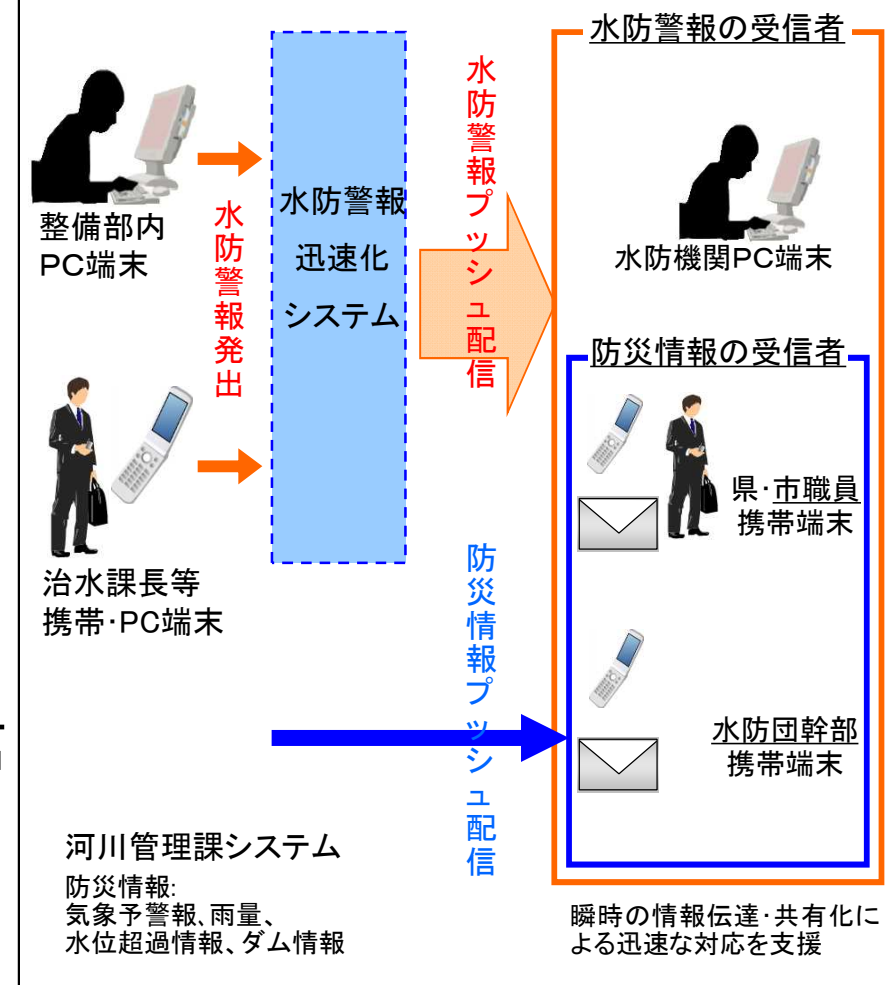 整備部内
PC端末
治水課長等
携帯･PC端末
水防警報発出
水防警報
迅速化
システム
水防警報プッシュ配信
防災情報プッシュ配信
水防警報の受信者
水防機関PC端末
防災情報の受信者
県･市職員
携帯端末
水防団幹部
携帯端末
河川管理課システム
防災情報:
気象予警報、雨量、
水位超過情報、ダム情報
瞬時の情報伝達･共有化に
よる迅速な対応を支援